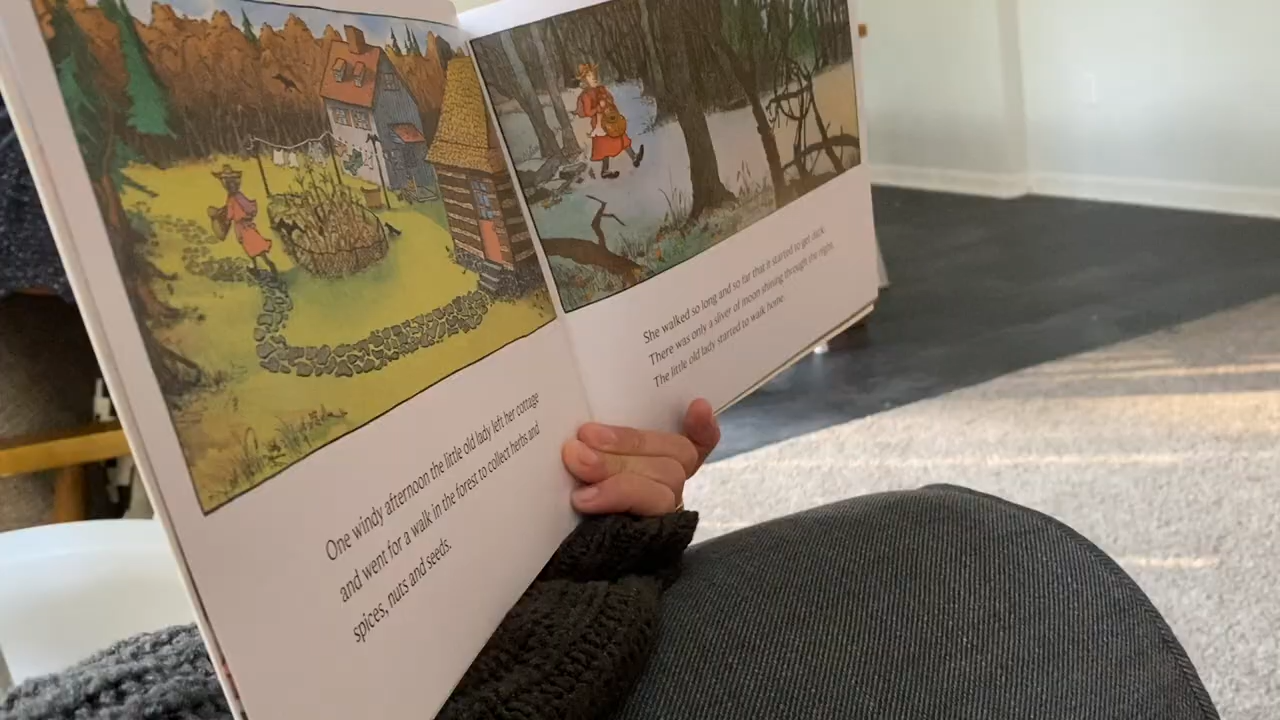 One windy afternoon the little old lady left her cottage
and went for a walk in the forest to collect herbs and
spices, nuts and seeds.
She walked so long and so far that it started to get dark.
There was only a sliver of moon shining through the night.
The little old lady started to walk home.